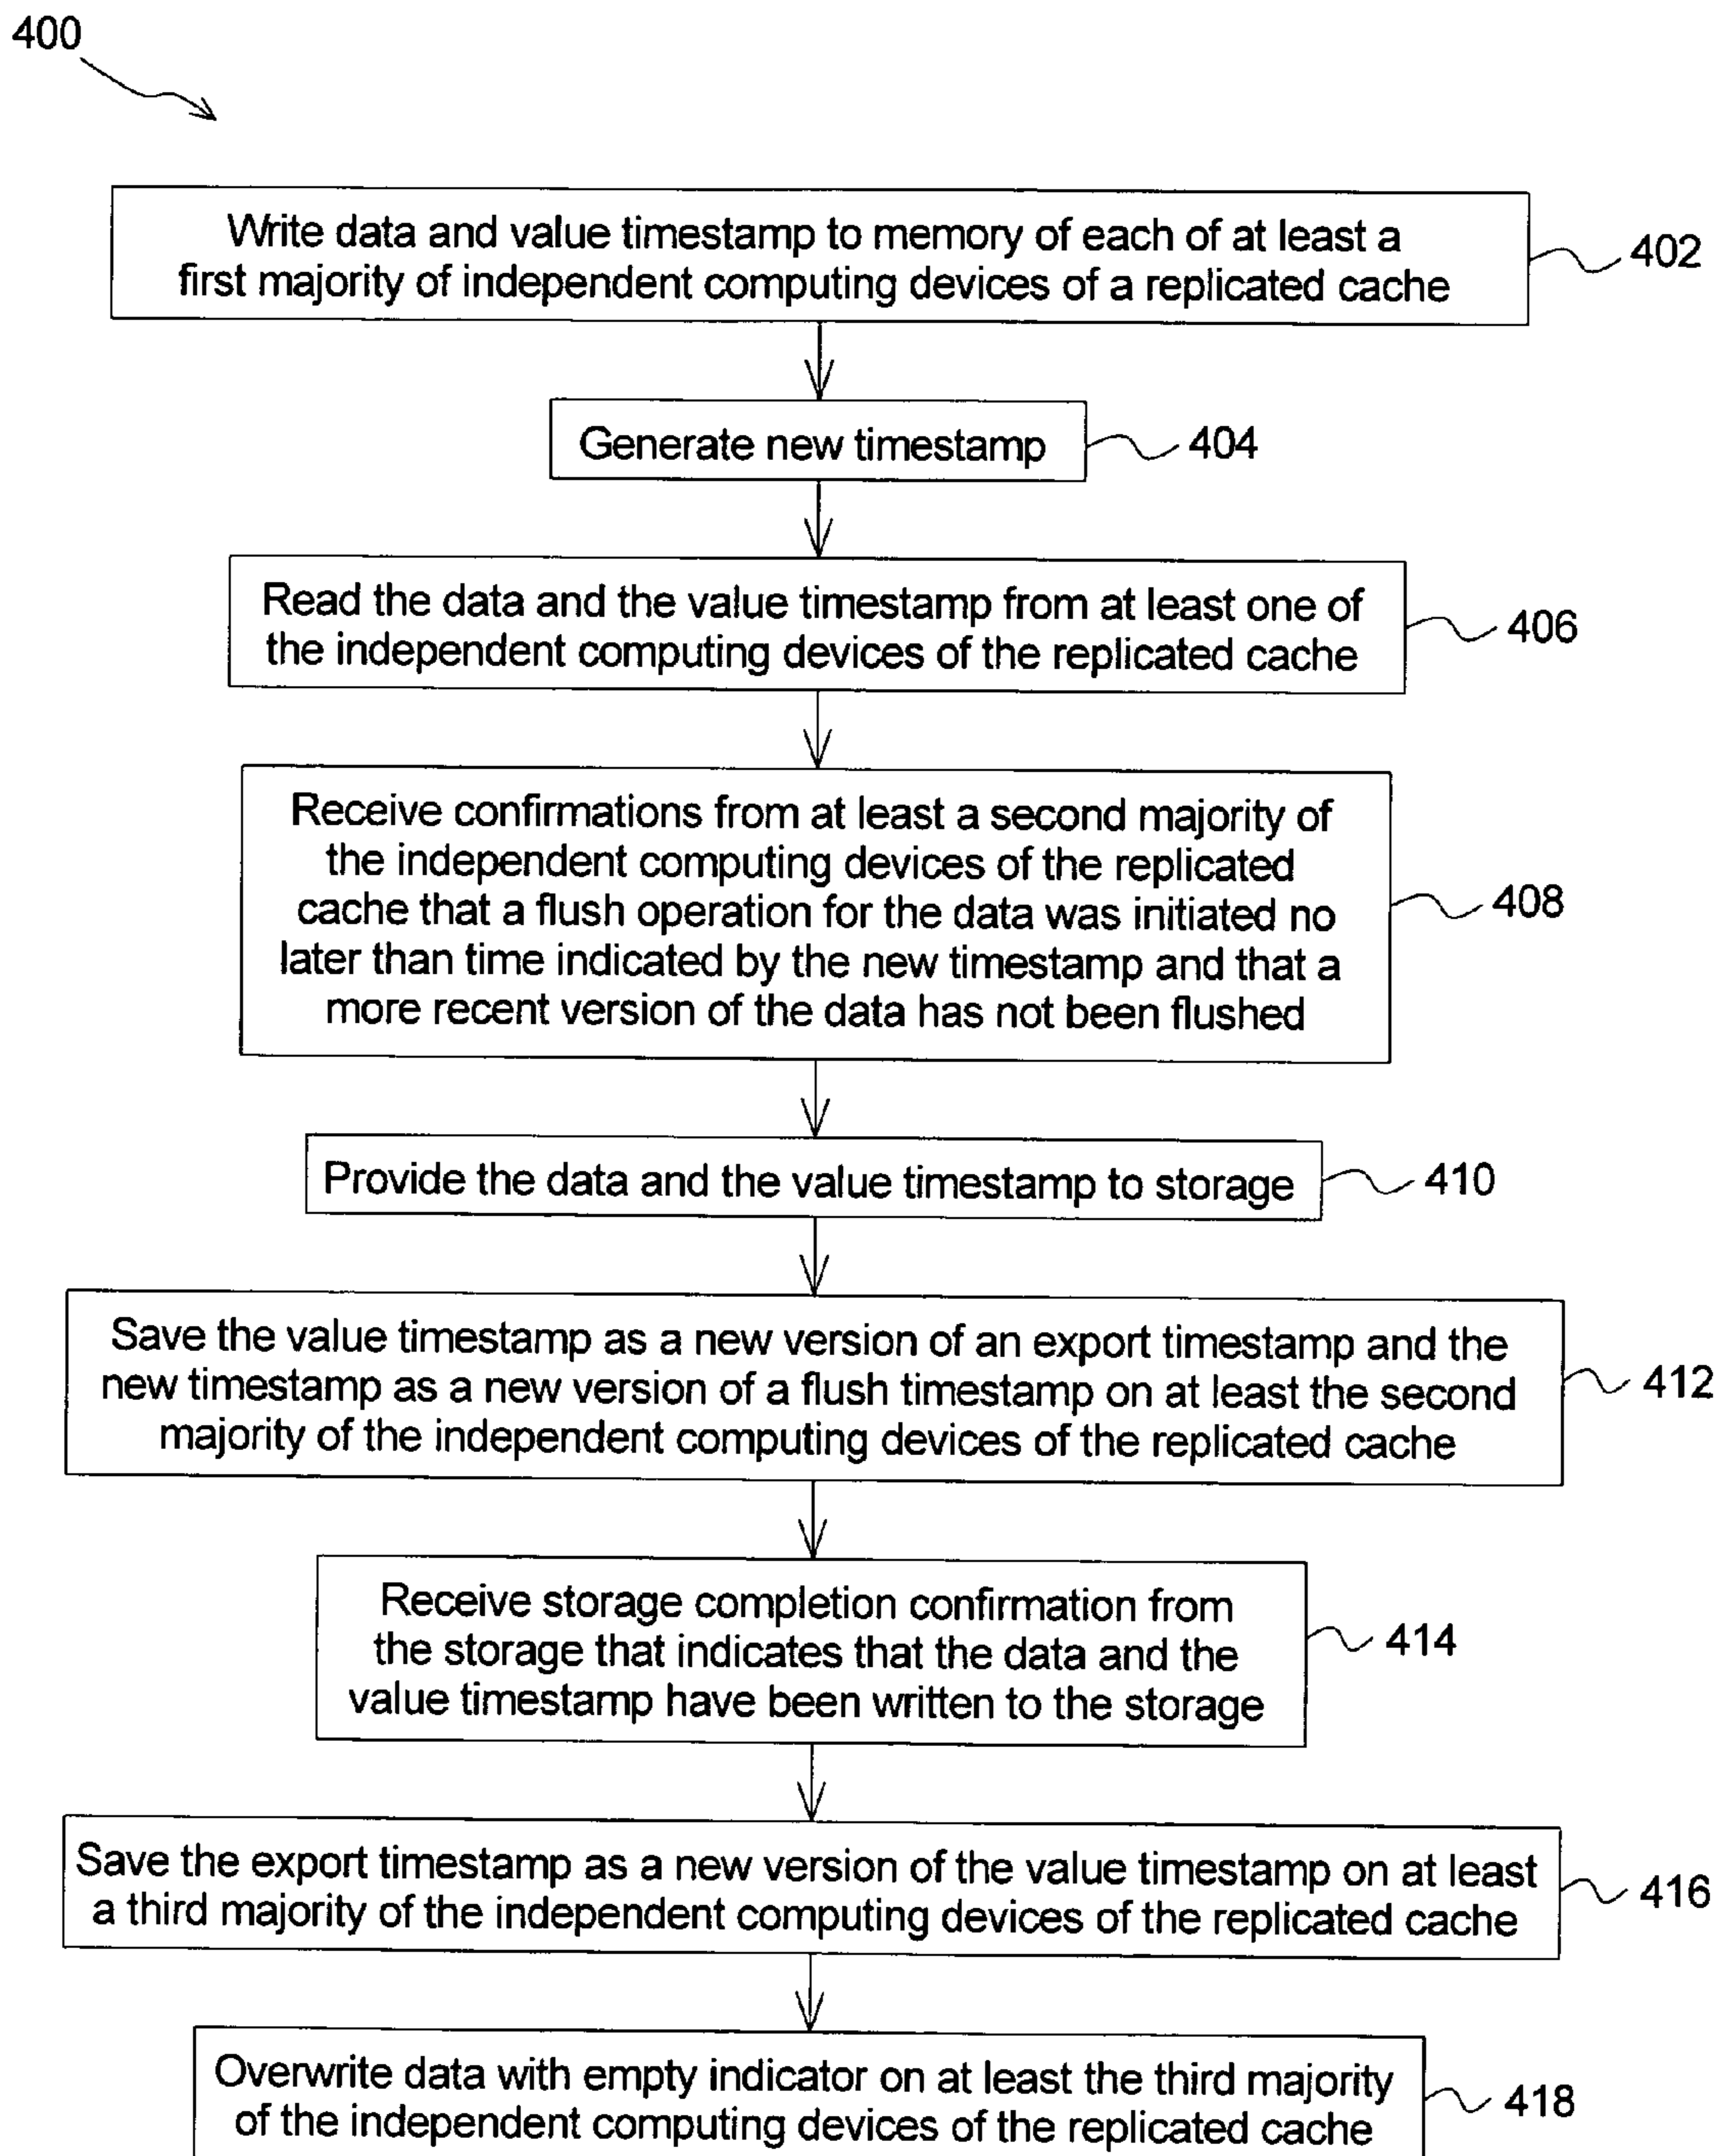 400
Write data and value timestamp to memory of each of at least a
first majority of independent computing devices of a replicated cache
402
Generate new timestamp
404
Read the data and the value timestamp from at least one of
the independent computing devices of the replicated cache
406
Receive confirmations from at least a second majority of
the independent computing devices of the replicated
cache that a flush operation for the data was initiated no
later than time indicated by the new timestamp and that a
more recent version of the data has not been flushed
408
Provide the data and the value timestamp to storage
410
Save the value timestamp as a new version of an export timestamp and the
new timestamp as a new version of a flush timestamp on at least the second
majority of the independent computing devices of the replicated cache
412
Receive storage completion confirmation from
the storage that indicates that the data and the
value timestamp have been written to the storage
414
Save the export timestamp as a new version of the value timestamp on at least
a third majority of the independent computing devices of the replicated cache
416
Overwrite data with empty indicator on at least the third majority
of the independent computing devices of the replicated cache
418